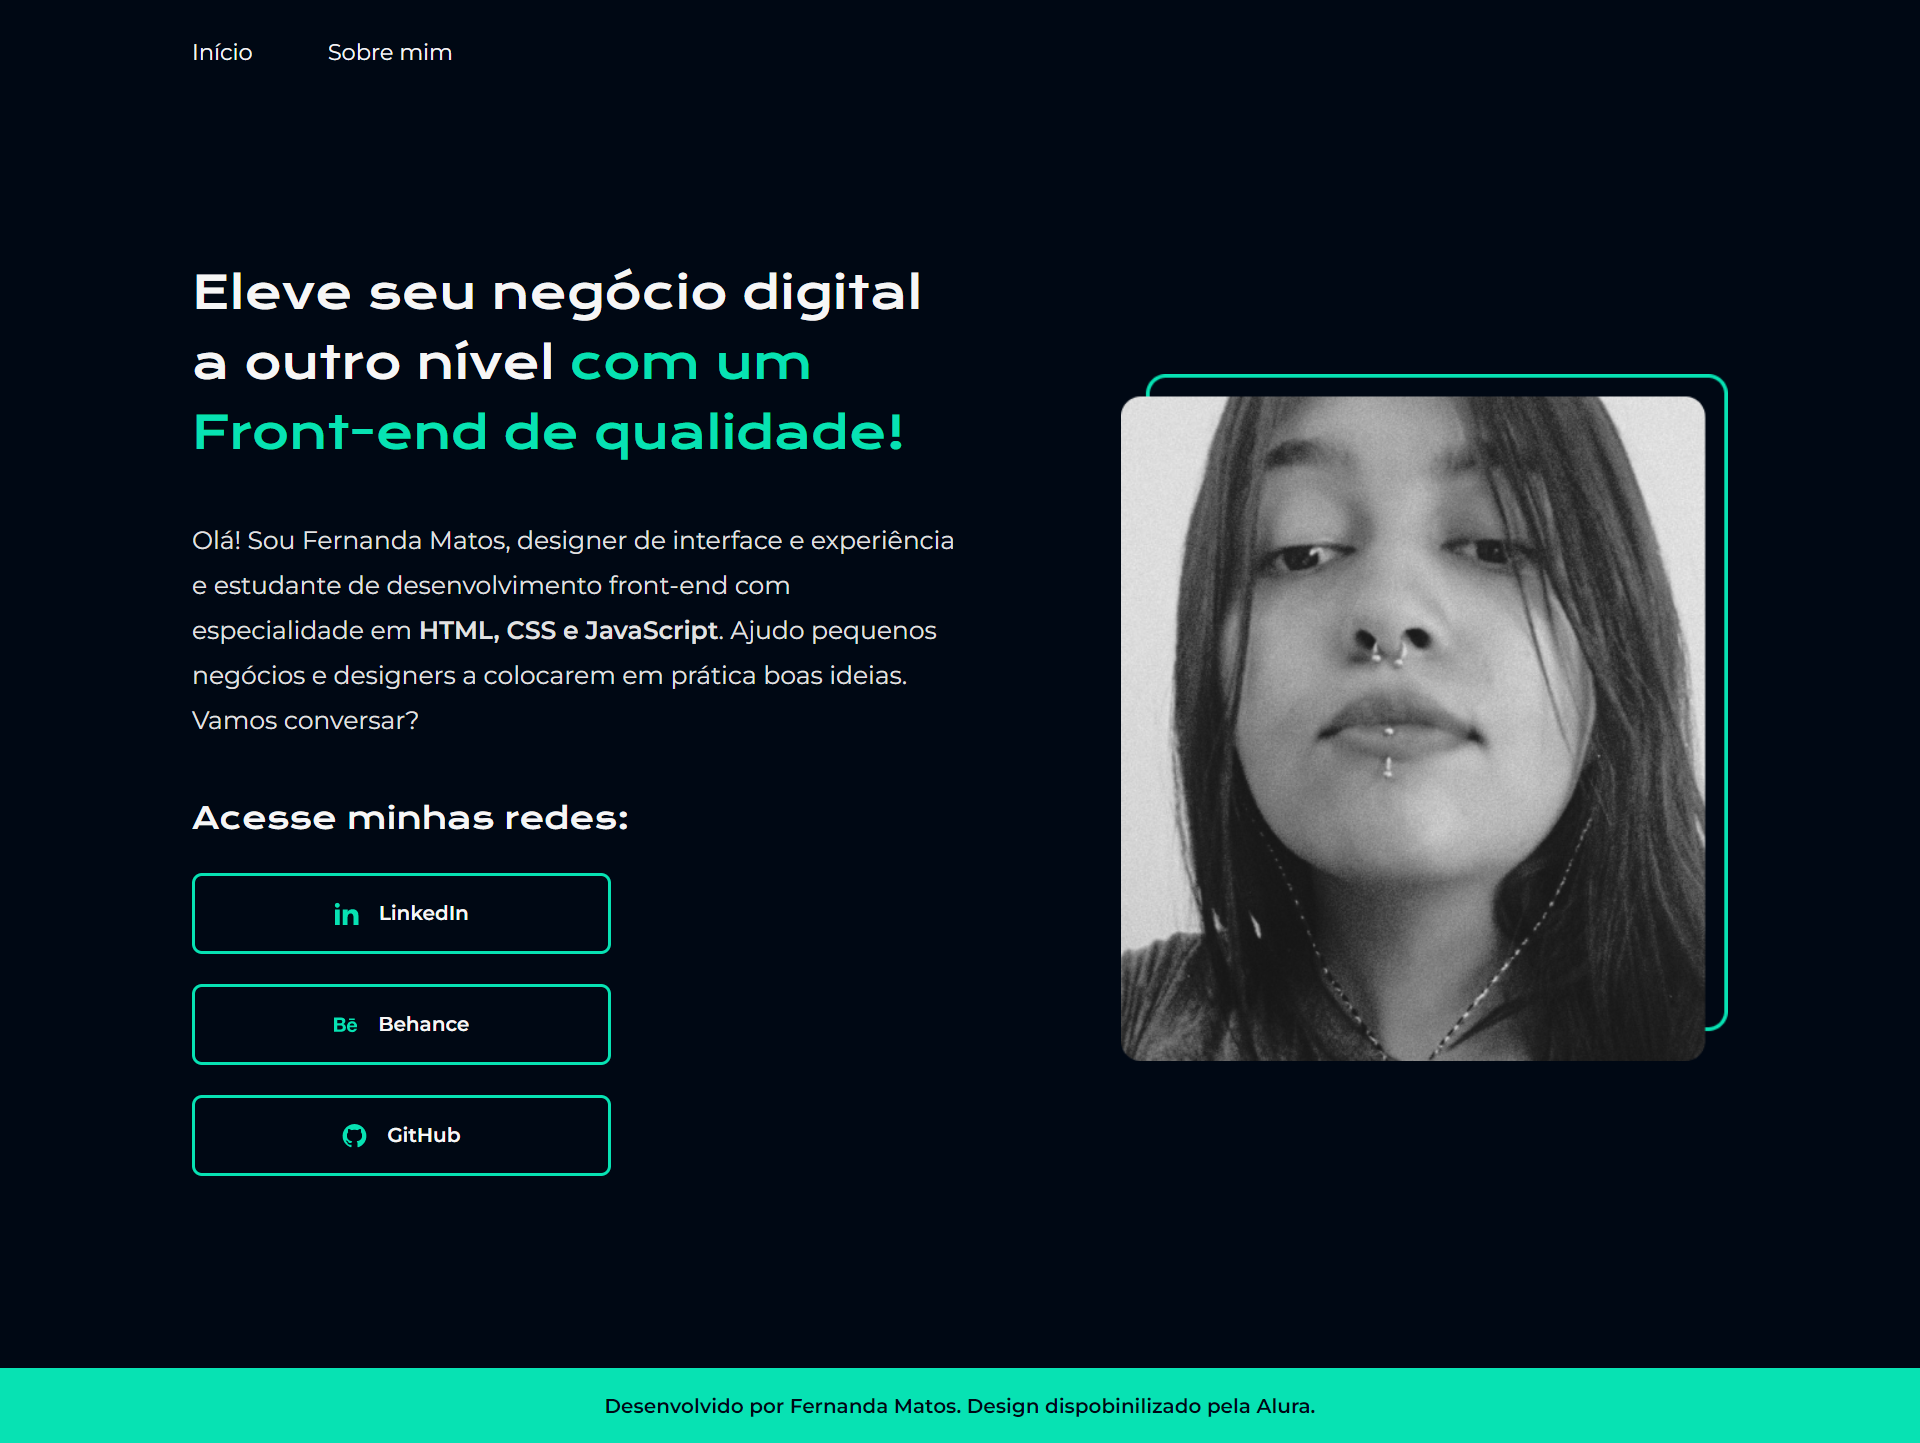 Início Sobre mim
Eleve seu negócio digital
a outro nível com um
Front-end de qualidade!
Olá! Sou Fernanda Matos, designer de interface e experiência
e estudante de desenvolvimento front-end com
especialidade em HTML, CSS e JavaScript. Ajudo pequenos
negócios e designers a colocarem em prática boas ideias.
Vamos conversar?
Acesse minhas redes:
in LinkedIn
Bē Behance
GitHub
Desenvolvido por Fernanda Matos. Design dispobinilizado pela Alura.